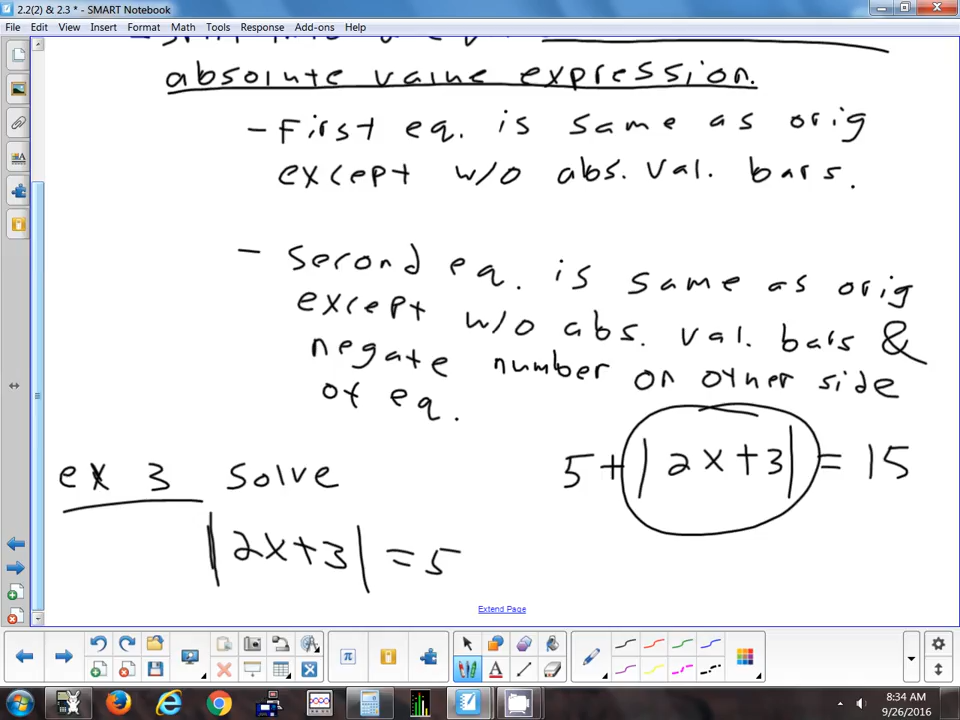 2.2(2) & 2.3 * - SMART Notebook
File Edit View Insert Format Math Tools Response Add-ons Help
absolute value expression.
- First eq. is same as orig
except w/o abs. val. bars.
- Second eq. is same as orig
except w/o abs. val. bars &
negate number on other side
of eq.
5+|2x+3| = 15
ex 3 solve
|2x+3| = 5
Extend Page
8:34 AM
9/26/2016